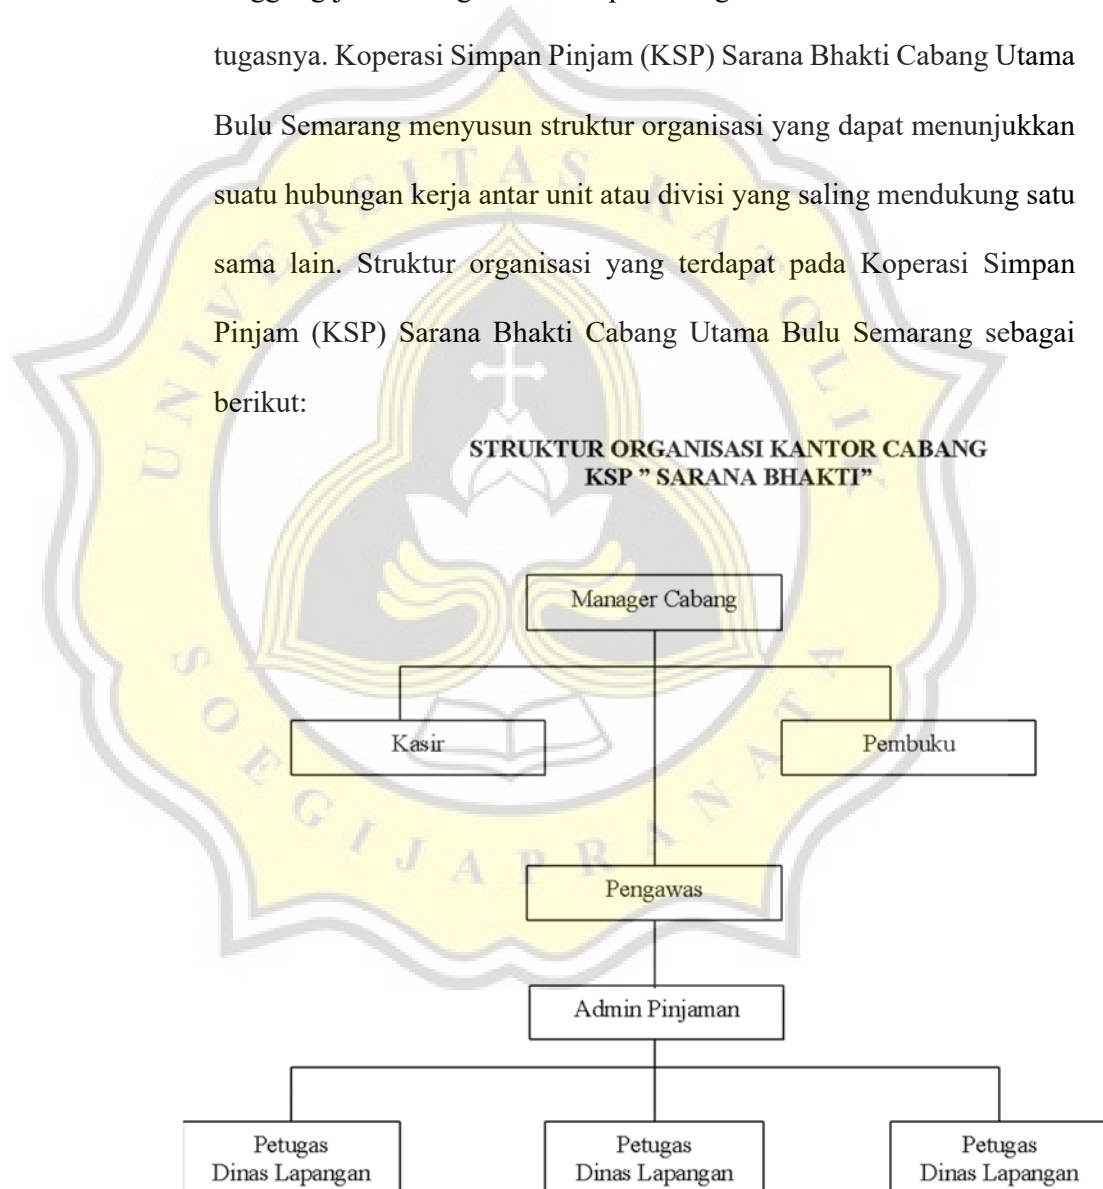 tugasnya. Koperasi Simpan Pinjam (KSP) Sarana Bhakti Cabang Utama
Bulu Semarang menyusun struktur organisasi yang dapat menunjukkan
suatu hubungan kerja antar unit atau divisi yang saling mendukung satu
sama lain. Struktur organisasi yang terdapat pada Koperasi Simpan
Pinjam (KSP) Sarana Bhakti Cabang Utama Bulu Semarang sebagai
berikut:
STRUKTUR ORGANISASI KANTOR CABANG
KSP ” SARANA BHAKTI”
Manager Cabang
Kasir
Pembuku
Pengawas
Admin Pinjaman
Petugas
Dinas Lapangan
Petugas
Dinas Lapangan
Petugas
Dinas Lapangan
UNIVERSITAS KATOLIK
SOEGIJAPRANATA